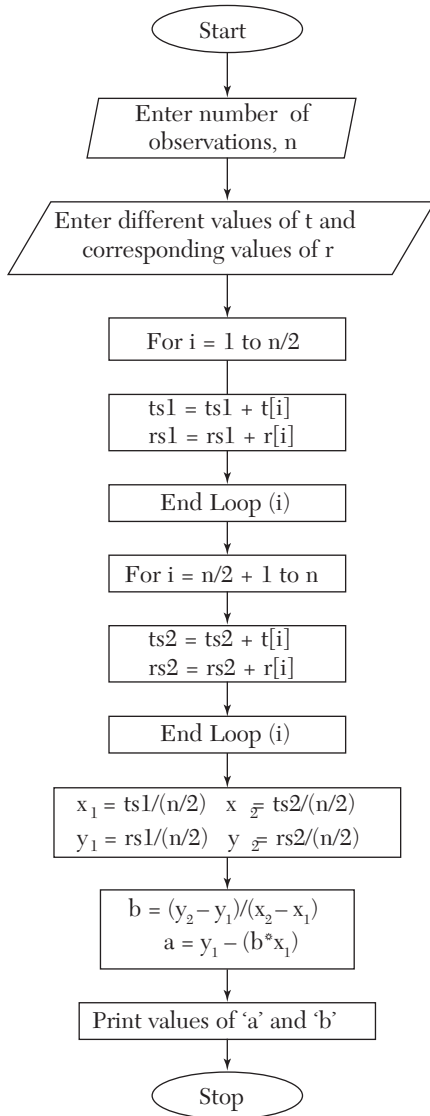 Start
Enter number of
observations, n
Enter different values of t and
corresponding values of r
For i = 1 to n/2
ts1 = ts1 + t[i]
rs1 = rs1 + r[i]
End Loop (i)
For i = n/2 + 1 to n
ts2 = ts2 + t[i]
rs2 = rs2 + r[i]
End Loop (i)
x₁ = ts1/(n/2) x ₂= ts2/(n/2)
y₁ = rs1/(n/2) y ₂= rs2/(n/2)
b = (y₂ – y₁)/(x₂ – x₁)
a = y₁ – (b*x₁)
Print values of ‘a’ and ‘b’
Stop